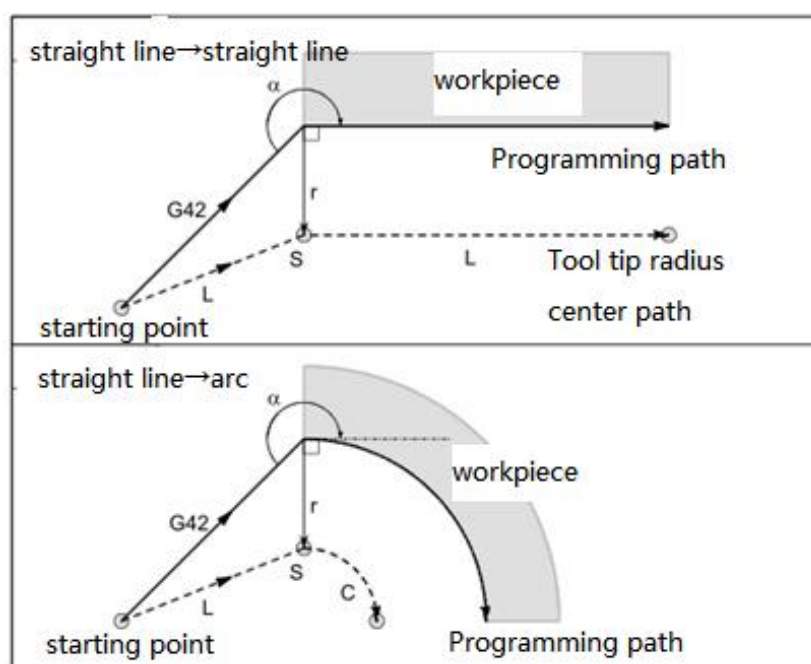 straight line→straight line
α
workpiece
Programming path
G42
r
S
L
L
Tool tip radius
center path
starting point
straight line→arc
α
workpiece
G42
r
S
L
C
starting point
Programming path